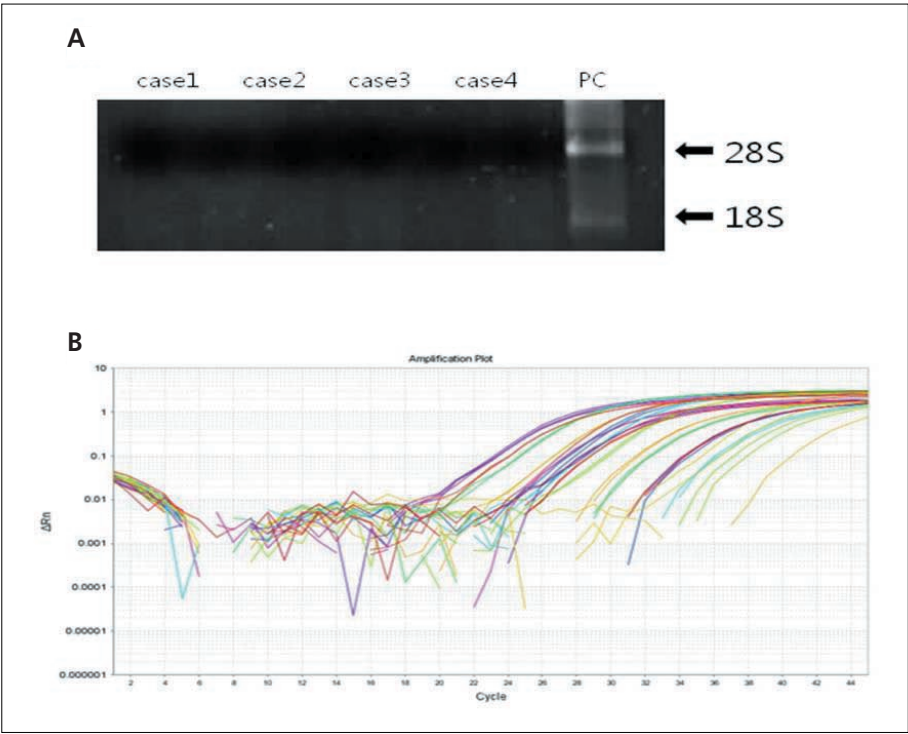 A
case1 case2 case3 case4 PC
28S
18S
B
Amplification Plot
10
1
0.1
0.01
0.001
0.0001
0.00001
0.000001
ΔRn
2 4 6 8 10 12 14 16 18 20 22 24 26 28 30 32 34 36 38 40 42 44
Cycle